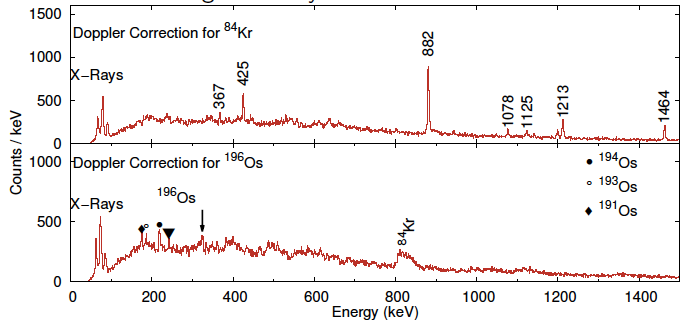 1500
Doppler Correction for ⁸⁴Kr
882
1000
X−Rays
425
367
500
1078
1125
1213
1464
0
Counts / keV
1000
Doppler Correction for ¹⁹⁶Os
● ¹⁹⁴Os
○ ¹⁹³Os
♦ ¹⁹¹Os
¹⁹⁶Os
X−Rays
500
⁸⁴Kr
0
0 200 400 600 800 1000 1200 1400
Energy (keV)